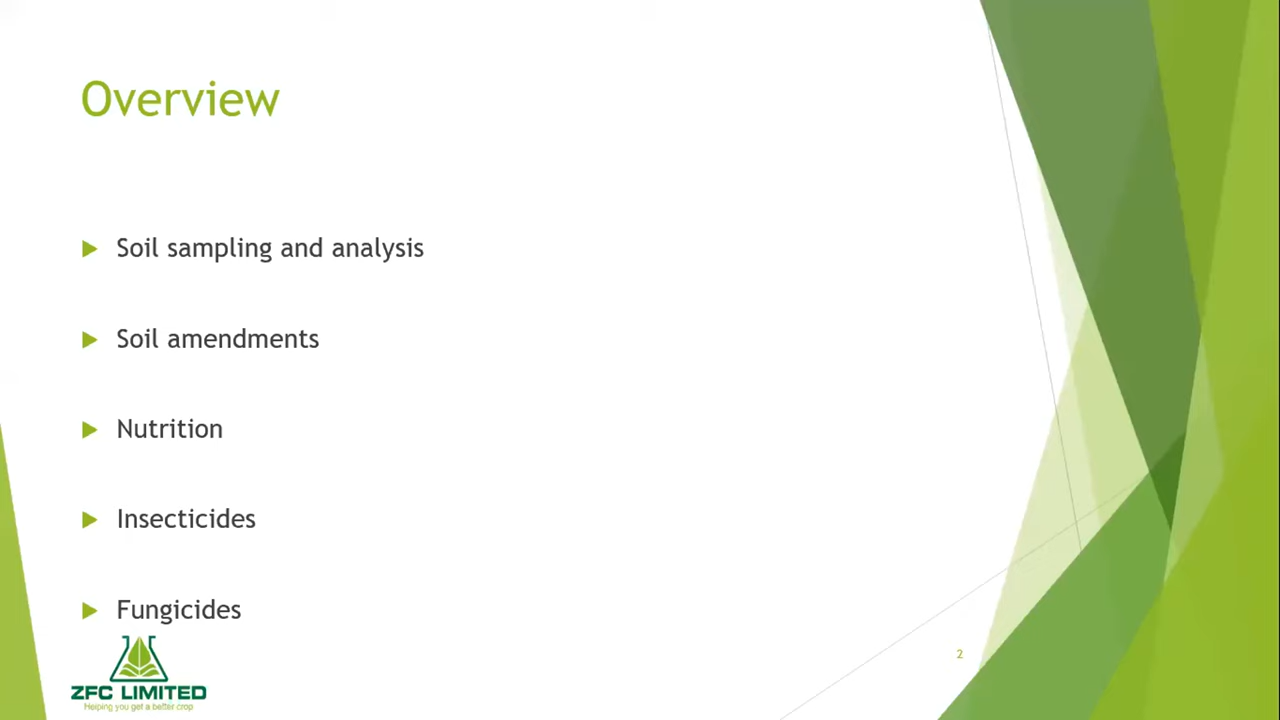 Overview
Soil sampling and analysis
Soil amendments
Nutrition
Insecticides
Fungicides
2
ZFC LIMITED
Helping you get a better crop